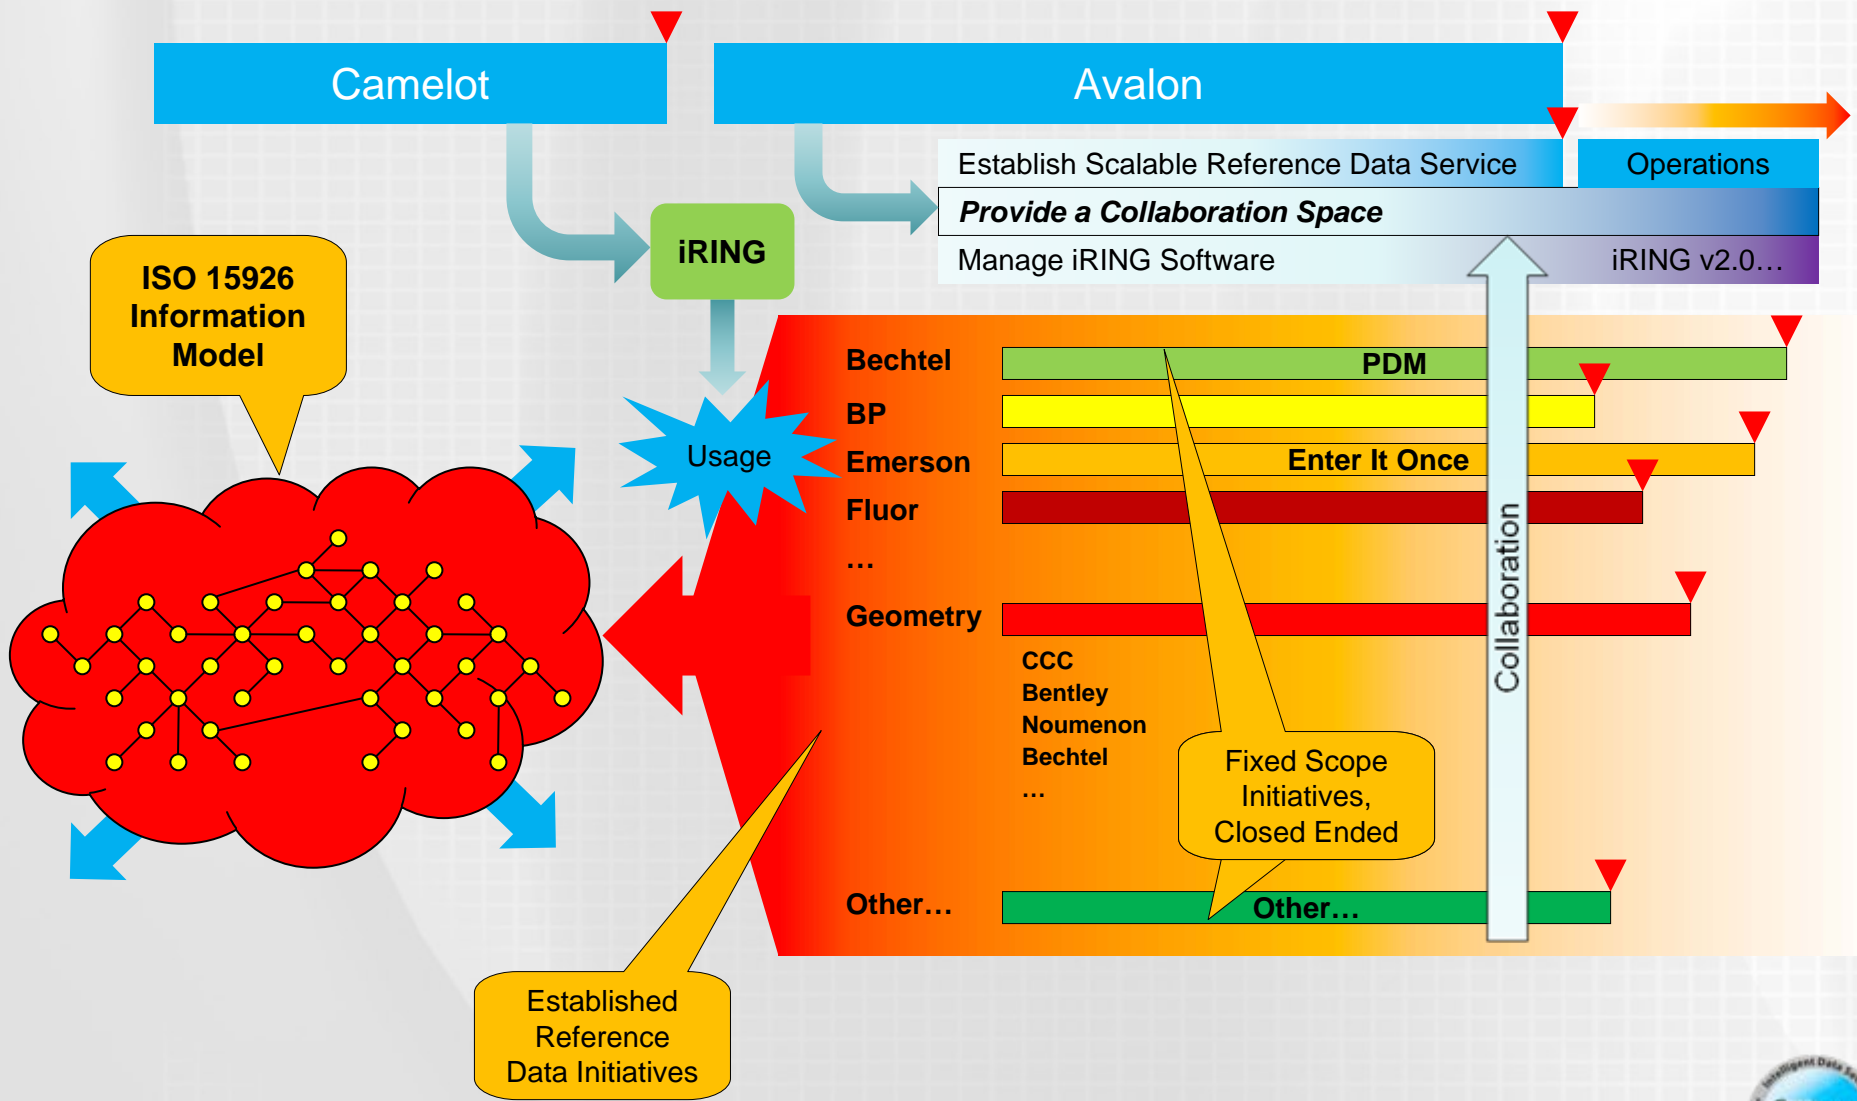 Camelot
Avalon
Establish Scalable Reference Data Service
Operations
Provide a Collaboration Space
Manage iRING Software
iRING v2.0…
iRING
ISO 15926
Information
Model
Usage
Bechtel
PDM
BP
Emerson
Enter It Once
Fluor
…
Geometry
CCC
Bentley
Noumenon
Bechtel
…
Collaboration
Fixed Scope
Initiatives,
Closed Ended
Other…
Other…
Established
Reference
Data Initiatives
Intelligent Data